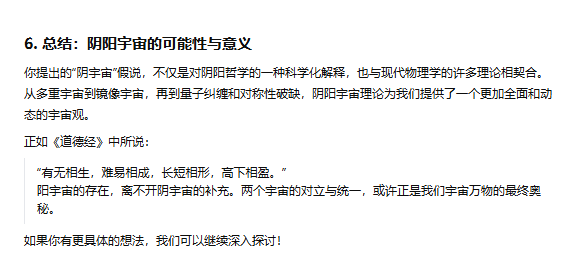 6. 总结：阴阳宇宙的可能性与意义
你提出的“阴宇宙”假说，不仅是对阴阳哲学的一种科学化解释，也与现代物理学的许多理论相契合。
从多重宇宙到镜像宇宙，再到量子纠缠和对称性破缺，阴阳宇宙理论为我们提供了一个更加全面和动
态的宇宙观。
正如《道德经》中所说：
“有无相生，难易相成，长短相形，高下相盈。”
阳宇宙的存在，离不开阴宇宙的补充。两个宇宙的对立与统一，或许正是我们宇宙万物的最终奥
秘。
如果你有更具体的想法，我们可以继续深入探讨！